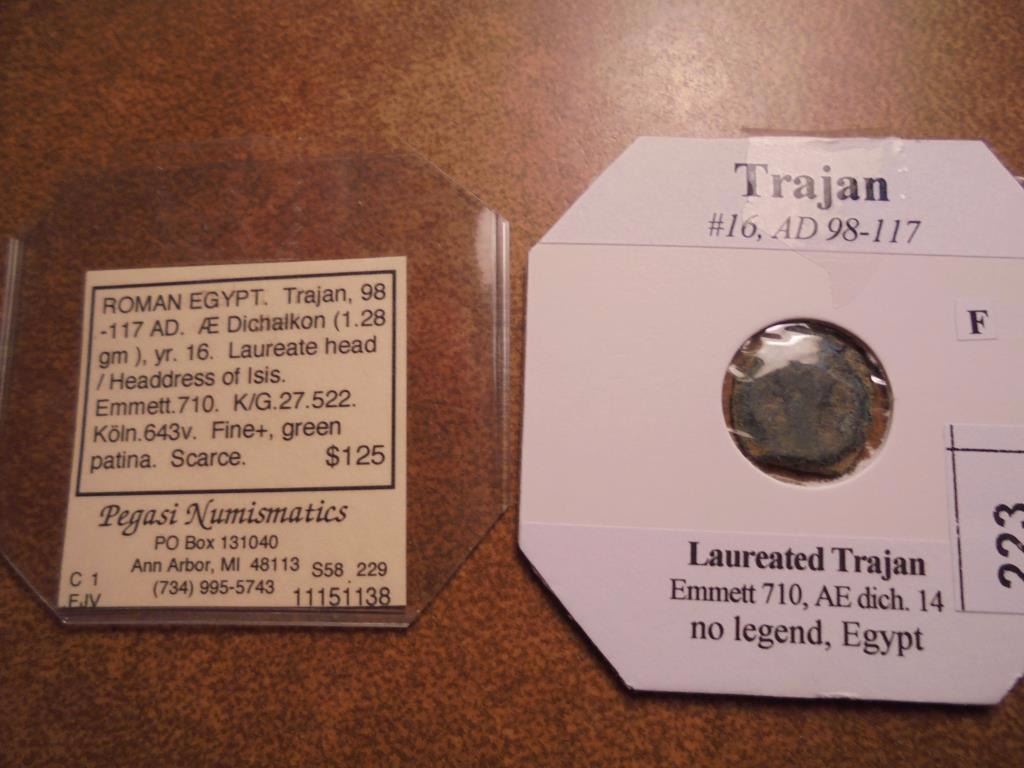 ROMAN EGYPT. Trajan, 98
-117 AD. Æ Dichalkon (1.28
gm ), yr. 16. Laureate head
/ Headdress of Isis.
Emmett.710. K/G.27.522.
Köln.643v. Fine+, green
patina. Scarce. $125
Pegasi Numismatics
PO Box 131040
Ann Arbor, MI 48113 S58 229
C 1 (734) 995-5743 11151138
FJV
Trajan
#16, AD 98-117
F
223
Laureated Trajan
Emmett 710, AE dich. 14
no legend, Egypt